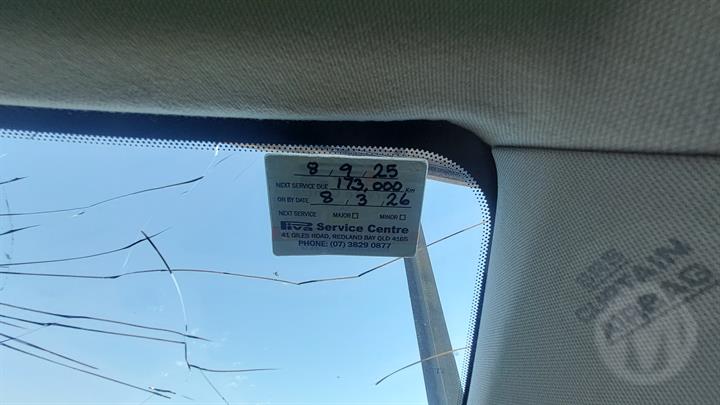 8/9/25
NEXT SERVICE DUE 173,000 Km
OR BY DATE 8/3/26
NEXT SERVICE MAJOR MINOR
Service Centre
41 GILES ROAD, REDLAND BAY QLD 4165
PHONE: (07) 3829 0877
SRS
CURTAIN
AIRBAG